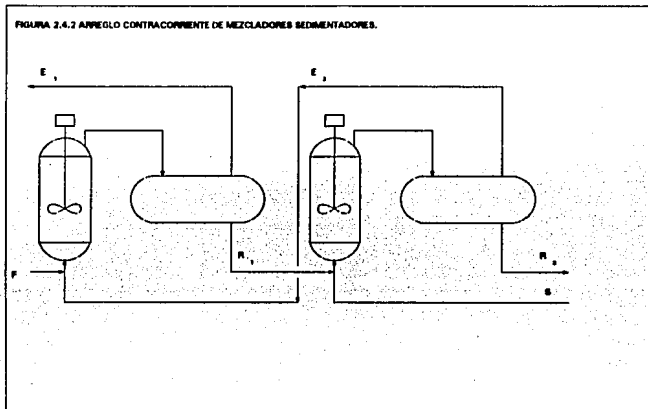 FIGURA 2.4.2 ARREGLO CONTRACORRIENTE DE MEZCLADORES SEDIMENTADORES.
E 1
E 2
F
R 1
R 2
S